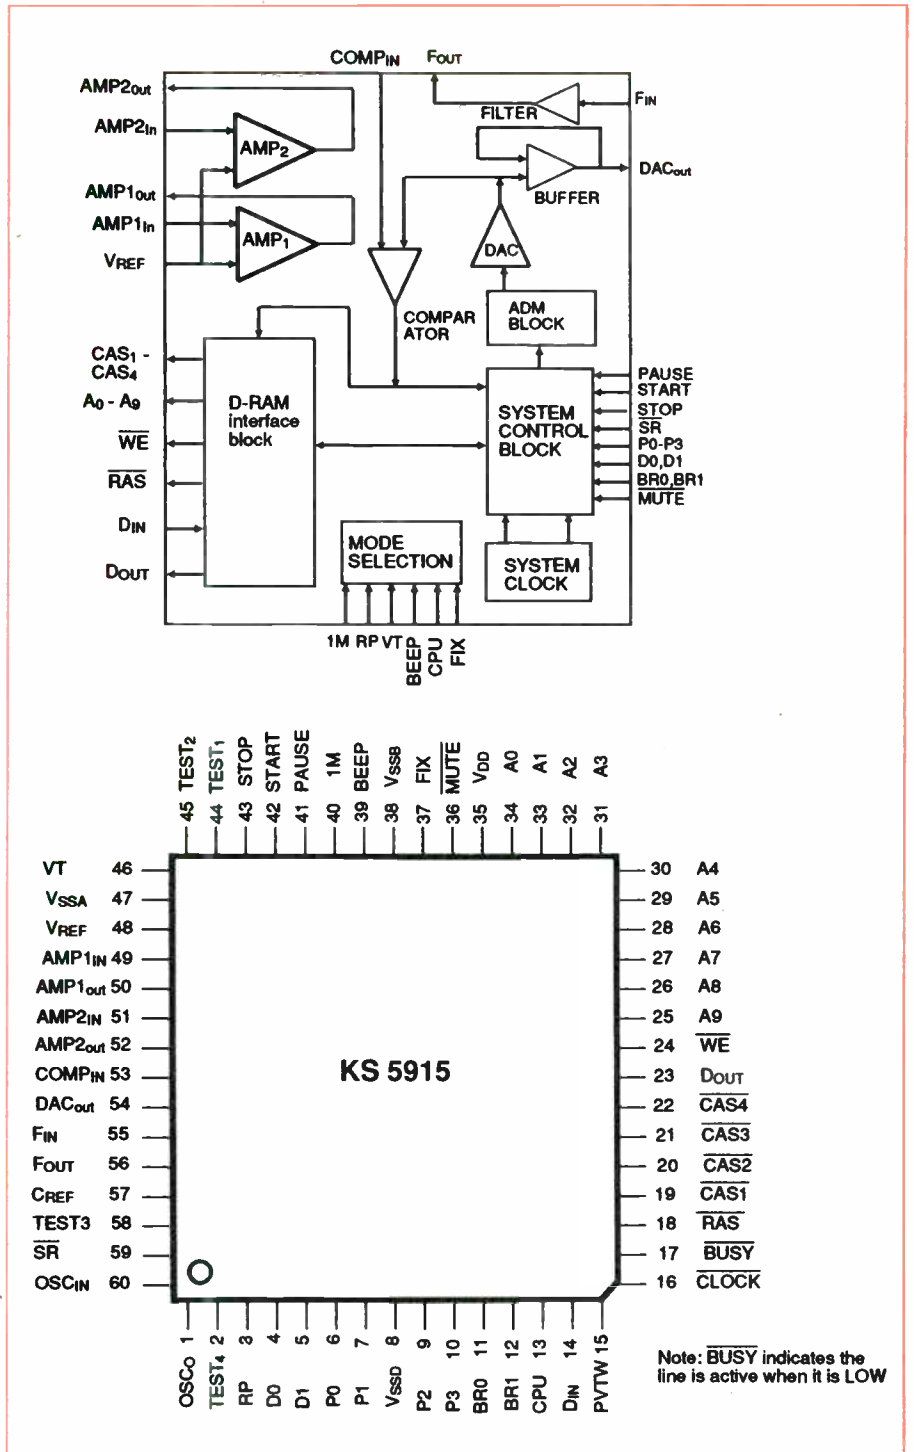 COMPIN
FOUT
AMP2out
FIN
FILTER
AMP2in
AMP2
DACout
BUFFER
AMP1out
AMP1in
AMP1
DAC
VREF
COMPAR
ATOR
ADM
BLOCK
CAS1 -
CAS4
A0 - A9
WE
RAS
DIN
DOUT
D-RAM
interface
block
SYSTEM
CONTROL
BLOCK
PAUSE
START
STOP
SR
P0-P3
D0,D1
BR0,BR1
MUTE
MODE
SELECTION
SYSTEM
CLOCK
1M RP VT BEEP CPU FIX
45 TEST2
44 TEST1
43 STOP
42 START
41 PAUSE
40 1M
39 BEEP
38 VSSB
37 FIX
36 MUTE
35 VDD
34 A0
33 A1
32 A2
31 A3
VT 46
VSSA 47
VREF 48
AMP1IN 49
AMP1out 50
AMP2IN 51
AMP2out 52
COMPIN 53
DACout 54
FIN 55
FOUT 56
CREF 57
TEST3 58
SR 59
OSCIN 60
KS 5915
30 A4
29 A5
28 A6
27 A7
26 A8
25 A9
24 WE
23 DOUT
22 CAS4
21 CAS3
20 CAS2
19 CAS1
18 RAS
17 BUSY
16 CLOCK
OSCO 1
TEST4 2
RP 3
D0 4
D1 5
P0 6
P1 7
VSSD 8
P2 9
P3 10
BR0 11
BR1 12
CPU 13
DIN 14
PVTW 15
Note: BUSY indicates the
line is active when it is LOW